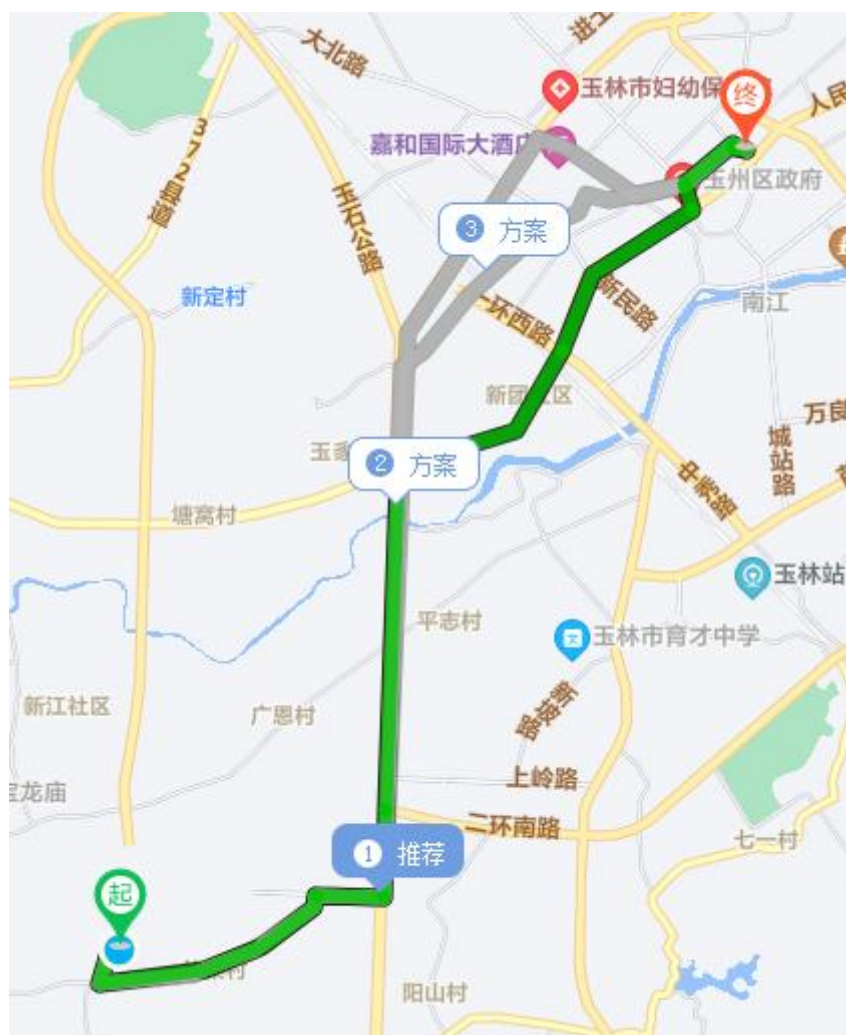 大北路
进士
玉林市妇幼保
终
人民
嘉和国际大酒店
372县道
玉州区政府
玉石公路
3 方案
新定村
新民路
南江
一环西路
新团社区
万良
城站路
2 方案
塘窝村
中秀路
玉林站
平志村
玉林市育才中学
新江社区
广恩村
新坡路
上岭路
宝龙庙
二环南路
七一村
1 推荐
起
阳山村